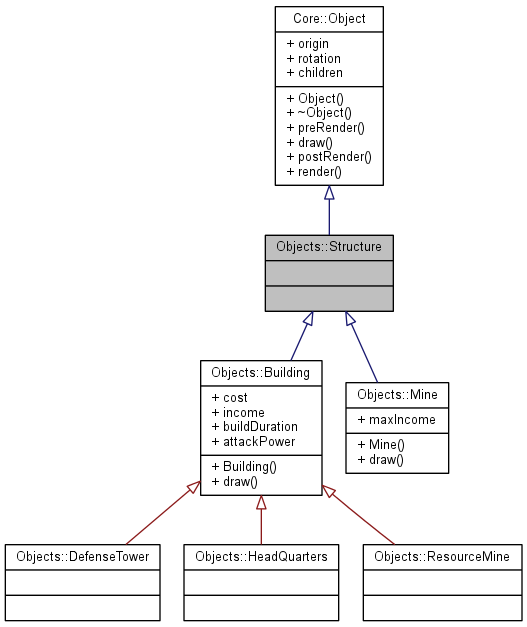 Core::Object
+ origin
+ rotation
+ children
+ Object()
+ ~Object()
+ preRender()
+ draw()
+ postRender()
+ render()
Objects::Structure
Objects::Building
+ cost
+ income
+ buildDuration
+ attackPower
+ Building()
+ draw()
Objects::Mine
+ maxIncome
+ Mine()
+ draw()
Objects::DefenseTower
Objects::HeadQuarters
Objects::ResourceMine